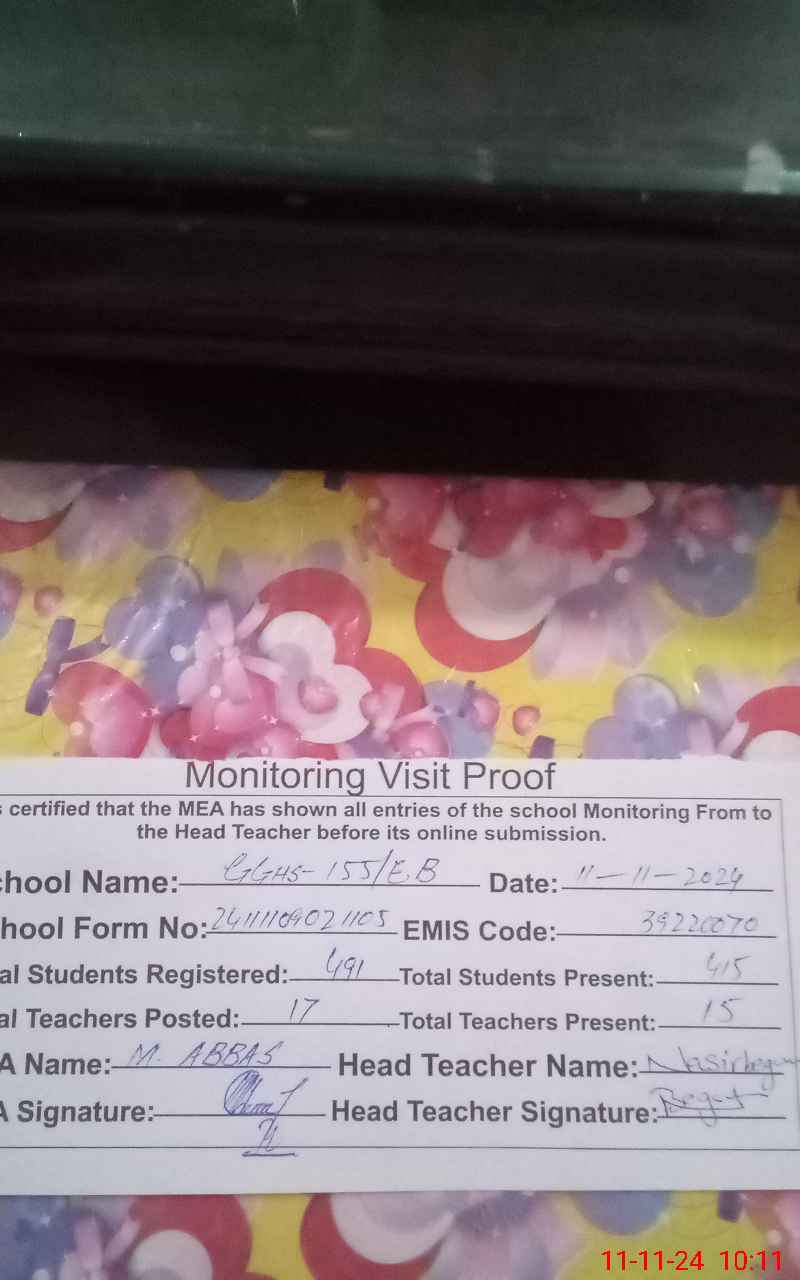 Monitoring Visit Proof
s certified that the MEA has shown all entries of the school Monitoring From to
the Head Teacher before its online submission.
chool Name: GGHS- 155/E.B Date: 11-11-2024
hool Form No: 24111109021105 EMIS Code: 39220070
al Students Registered: 491 Total Students Present: 415
al Teachers Posted: 17 Total Teachers Present: 15
A Name: M. ABBAS Head Teacher Name:
A Signature: Head Teacher Signature:
11-11-24 10:11